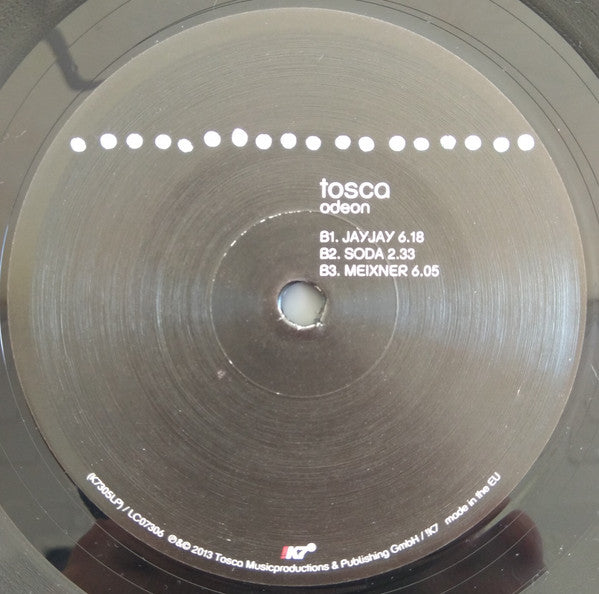 tosca
odeon
B1. JAYJAY 6.18
B2. SODA 2.33
B3. MEIXNER 6.05
(K7305LP) / LC07306 ℗&© 2013 Tosca Musicproductions & Publishing GmbH / !K7 made in the EU
!K7